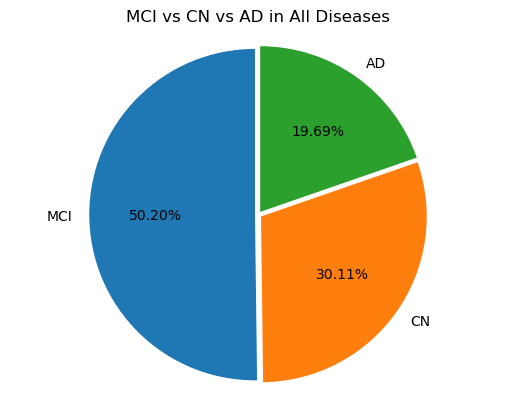 MCI vs CN vs AD in All Diseases
AD
19.69%
MCI
50.20%
30.11%
CN